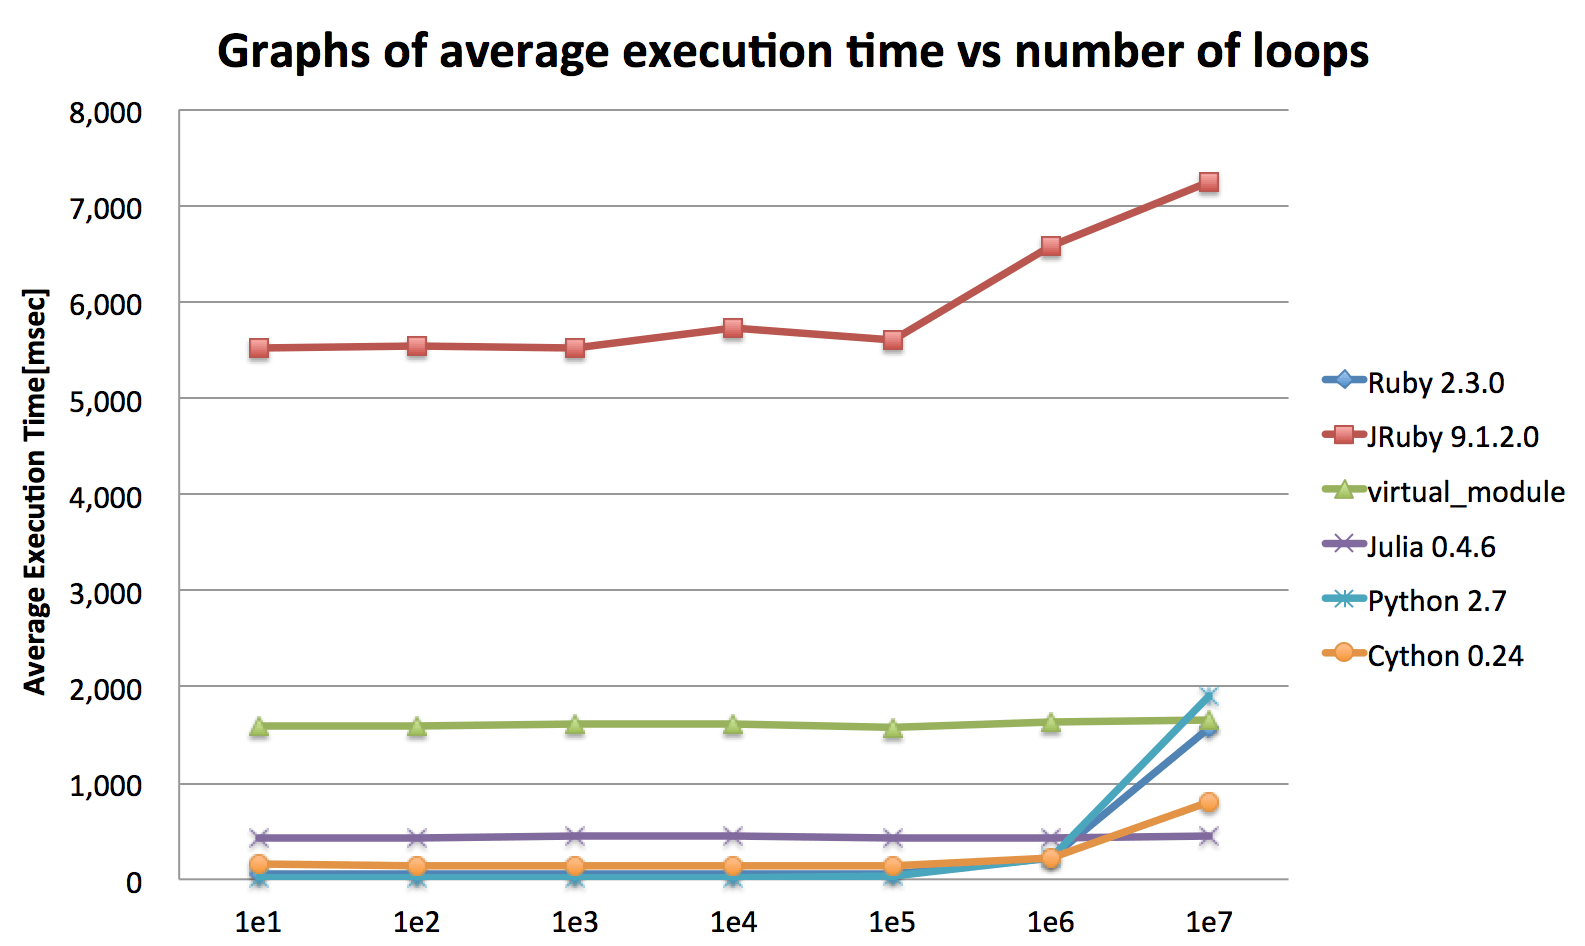 Graphs of average execution time vs number of loops
Average Execution Time[msec]
8,000
7,000
6,000
5,000
4,000
3,000
2,000
1,000
0
1e1 1e2 1e3 1e4 1e5 1e6 1e7
Ruby 2.3.0
JRuby 9.1.2.0
virtual_module
Julia 0.4.6
Python 2.7
Cython 0.24